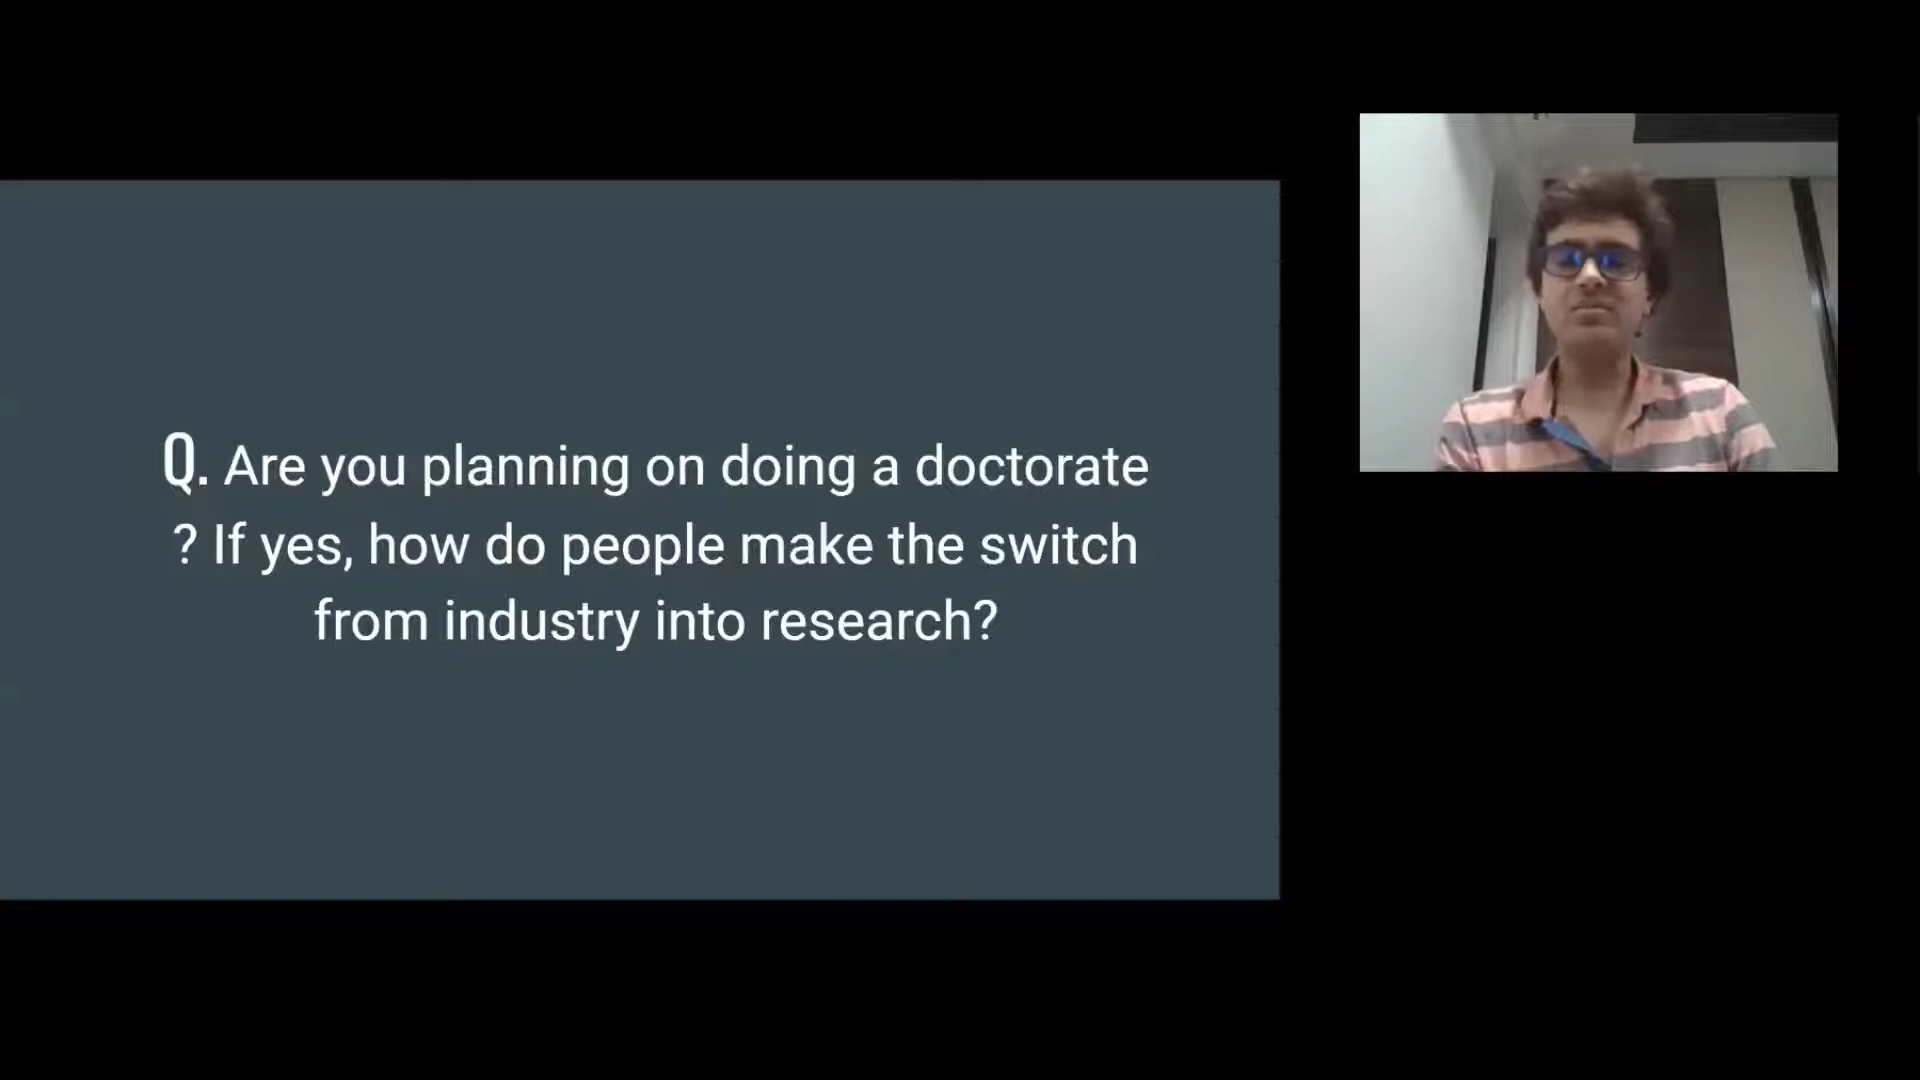 Q. Are you planning on doing a doctorate
? If yes, how do people make the switch
from industry into research?